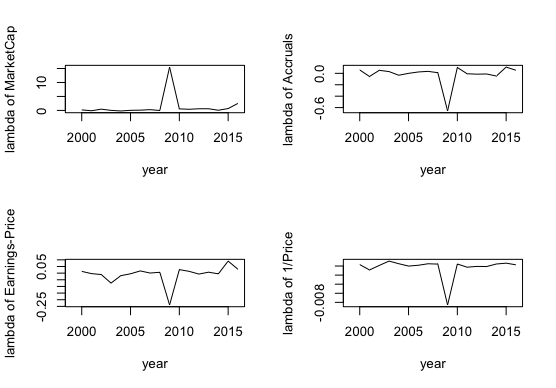 lambda of MarketCap
10
0
2000 2005 2010 2015
year
lambda of Accruals
0.0
-0.6
2000 2005 2010 2015
year
lambda of Earnings-Price
0.05
-0.25
2000 2005 2010 2015
year
lambda of 1/Price
-0.008
2000 2005 2010 2015
year